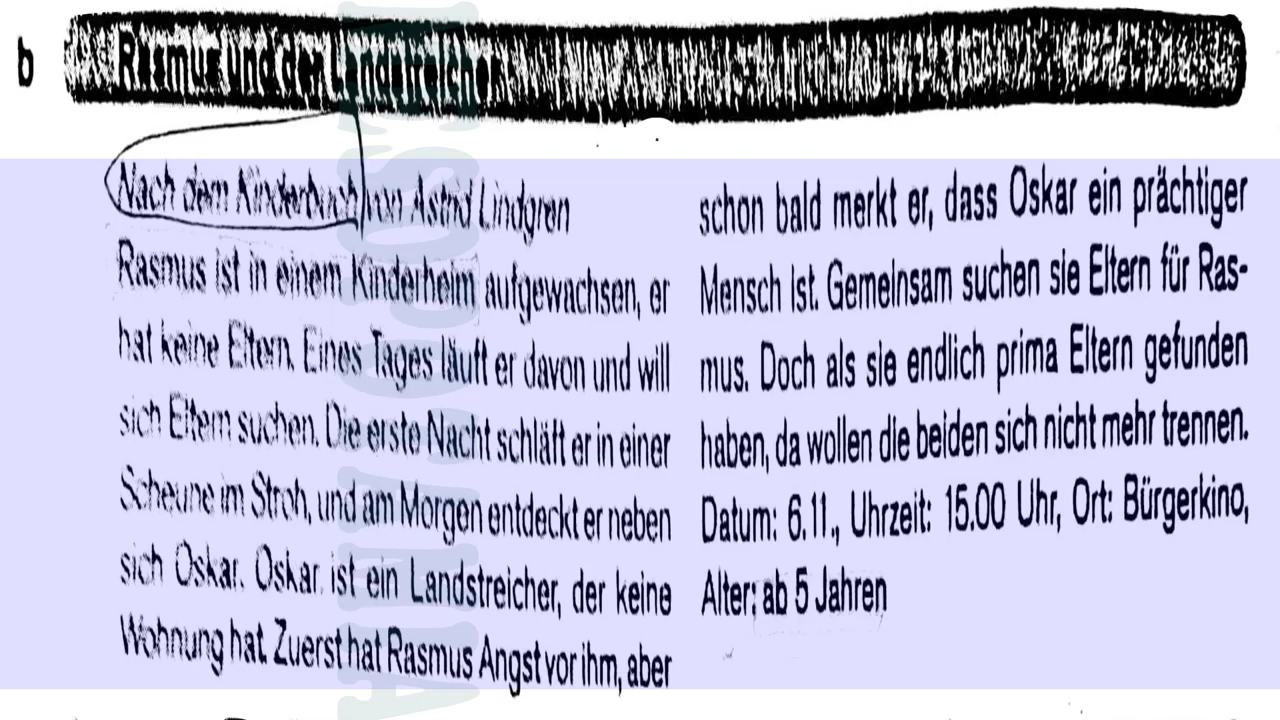 b
Rasmus und der Landstreicher
Nach dem Kinderbuch von Astrid Lindgren
Rasmus ist in einem Kinderheim aufgewachsen, er
hat keine Eltern. Eines Tages läuft er davon und will
sich Eltern suchen. Die erste Nacht schläft er in einer
Scheune im Stroh, und am Morgen entdeckt er neben
sich Oskar. Oskar ist ein Landstreicher, der keine
Wohnung hat. Zuerst hat Rasmus Angst vor ihm, aber
schon bald merkt er, dass Oskar ein prächtiger
Mensch ist. Gemeinsam suchen sie Eltern für Ras-
mus. Doch als sie endlich prima Eltern gefunden
haben, da wollen die beiden sich nicht mehr trennen.
Datum: 6.11., Uhrzeit: 15.00 Uhr, Ort: Bürgerkino,
Alter: ab 5 Jahren